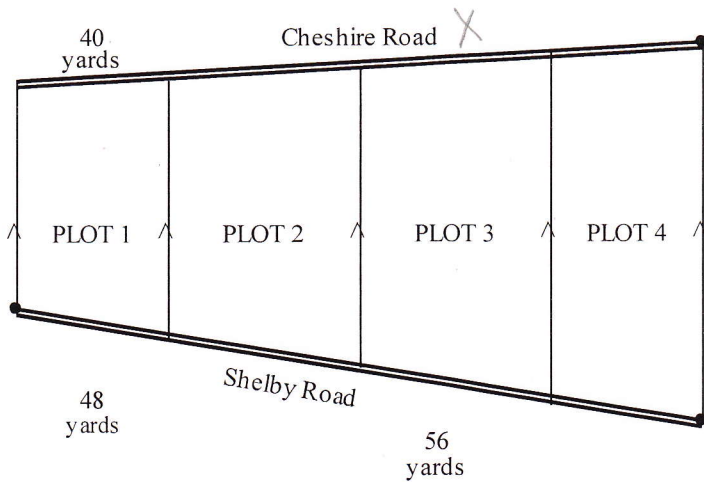 40
yards
Cheshire Road X
PLOT 1
PLOT 2
PLOT 3
PLOT 4
Shelby Road
48
yards
56
yards